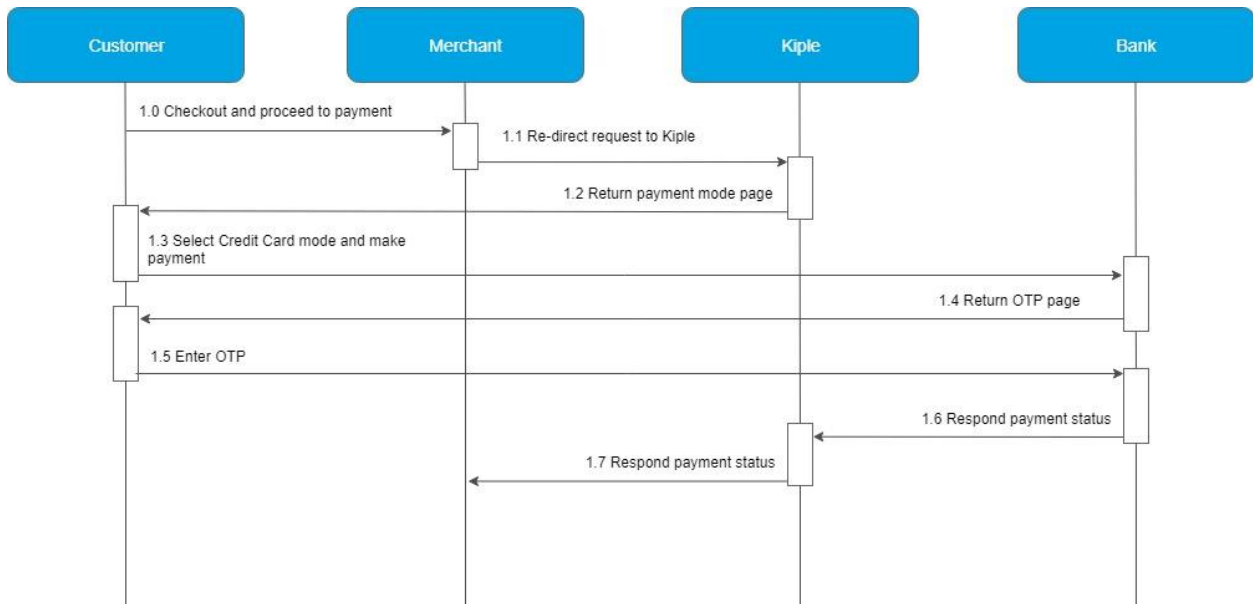 Customer
Merchant
Kiple
Bank
1.0 Checkout and proceed to payment
1.1 Re-direct request to Kiple
1.2 Return payment mode page
1.3 Select Credit Card mode and make
payment
1.4 Return OTP page
1.5 Enter OTP
1.6 Respond payment status
1.7 Respond payment status